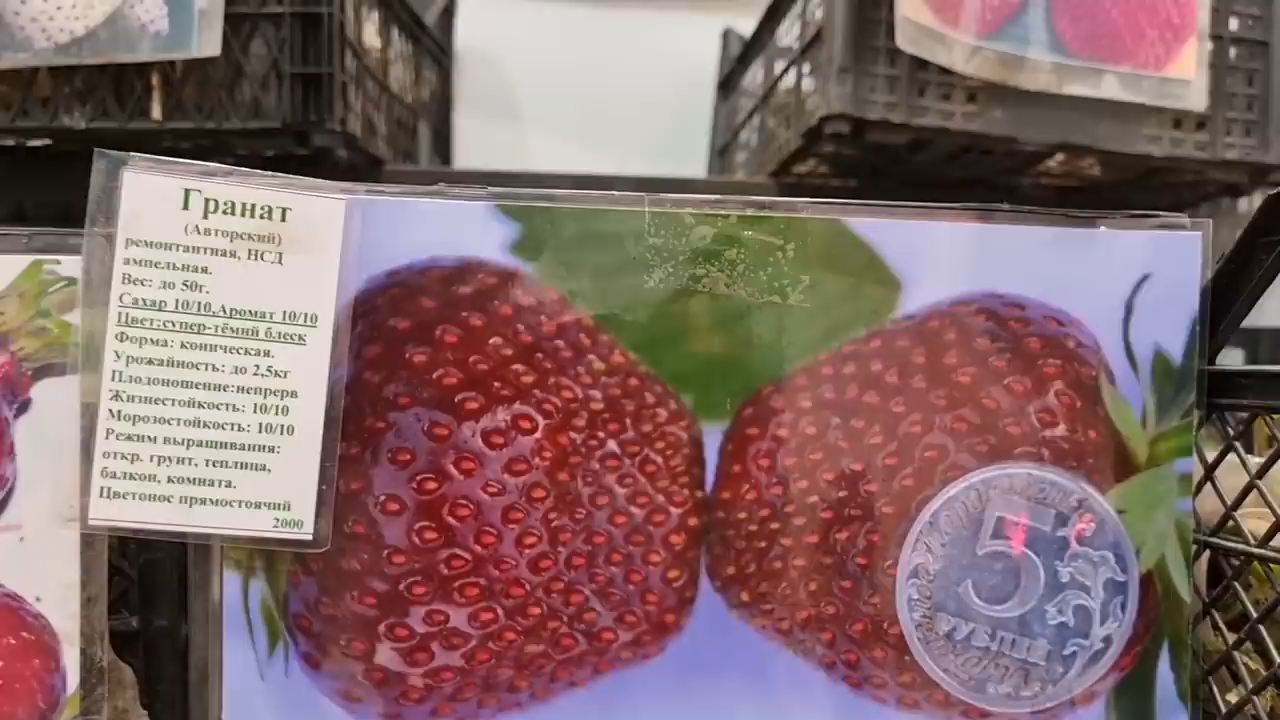 Гранат
(Авторский)
ремонтантная, НСД
ампельная.
Вес: до 50г.
Сахар 10/10,Аромат 10/10
Цвет:супер-тёмнй блеск
Форма: коническая.
Урожайность: до 2,5кг
Плодоношение:непрерв
Жизнестойкость: 10/10
Морозостойкость: 10/10
Режим выращивания:
откр. грунт, теплица,
балкон, комната.
Цветонос прямостоячий
2000
5
РУБЛЕЙ